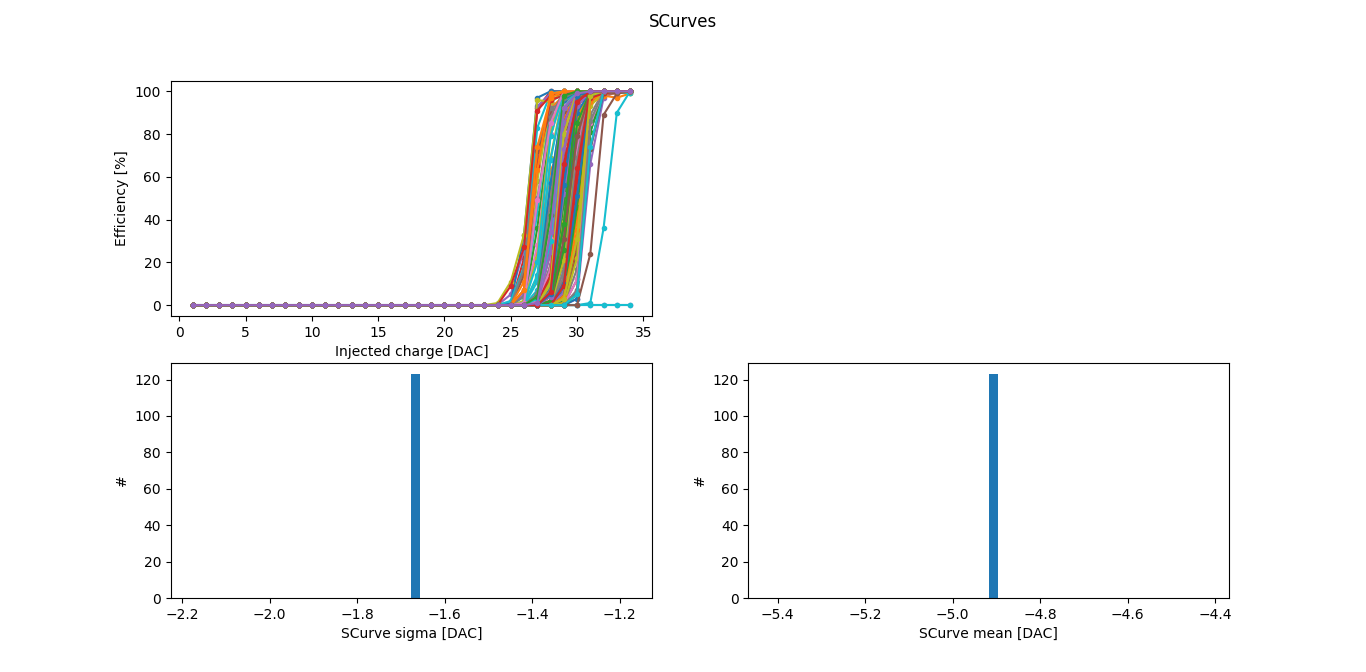 SCurves
Efficiency [%]
100
80
60
40
20
0
0 5 10 15 20 25 30 35
Injected charge [DAC]
#
120
100
80
60
40
20
0
−2.2 −2.0 −1.8 −1.6 −1.4 −1.2
SCurve sigma [DAC]
#
120
100
80
60
40
20
0
−5.4 −5.2 −5.0 −4.8 −4.6 −4.4
SCurve mean [DAC]